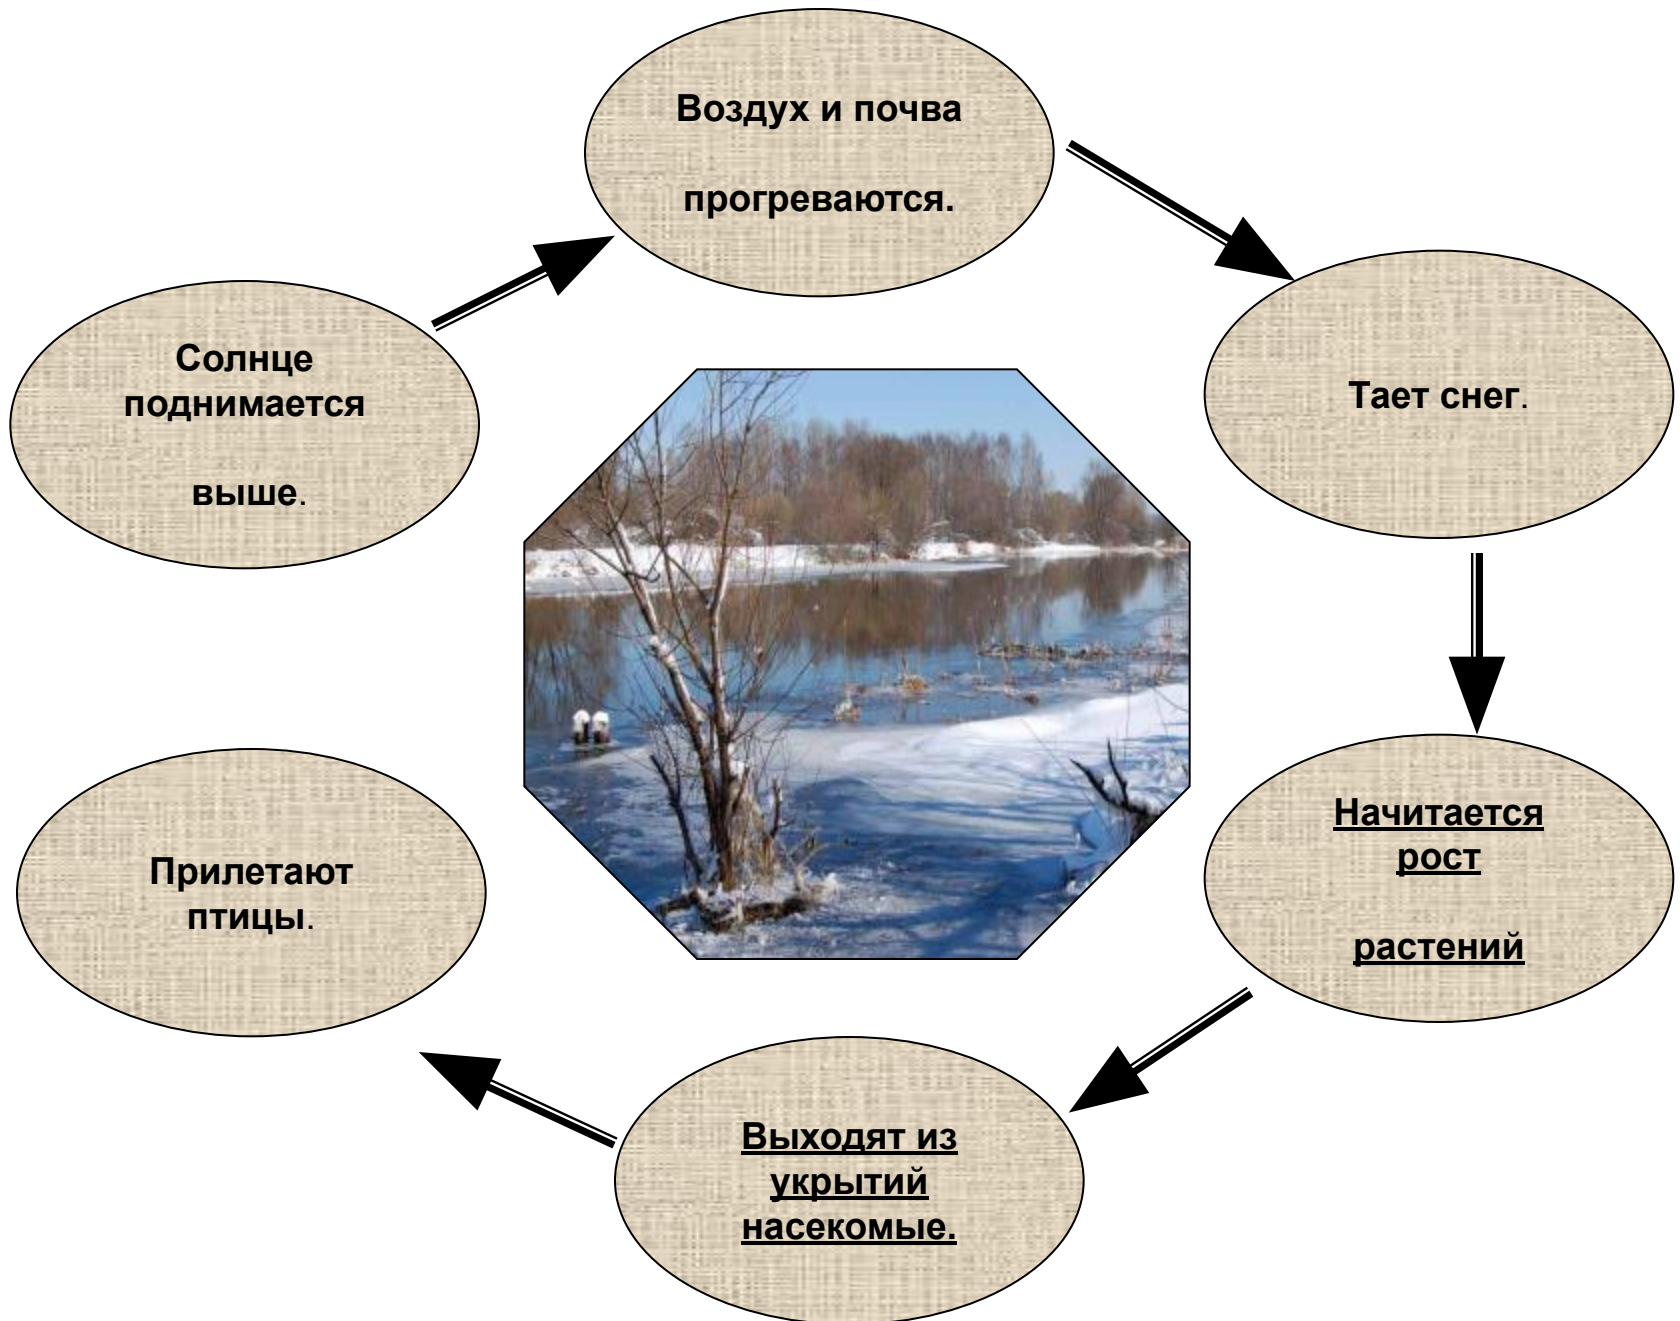 Воздух и почва
прогреваются.
Солнце
поднимается
выше.
Тает снег.
Начитается
рост
растений
Прилетают
птицы.
Выходят из
укрытий
насекомые.